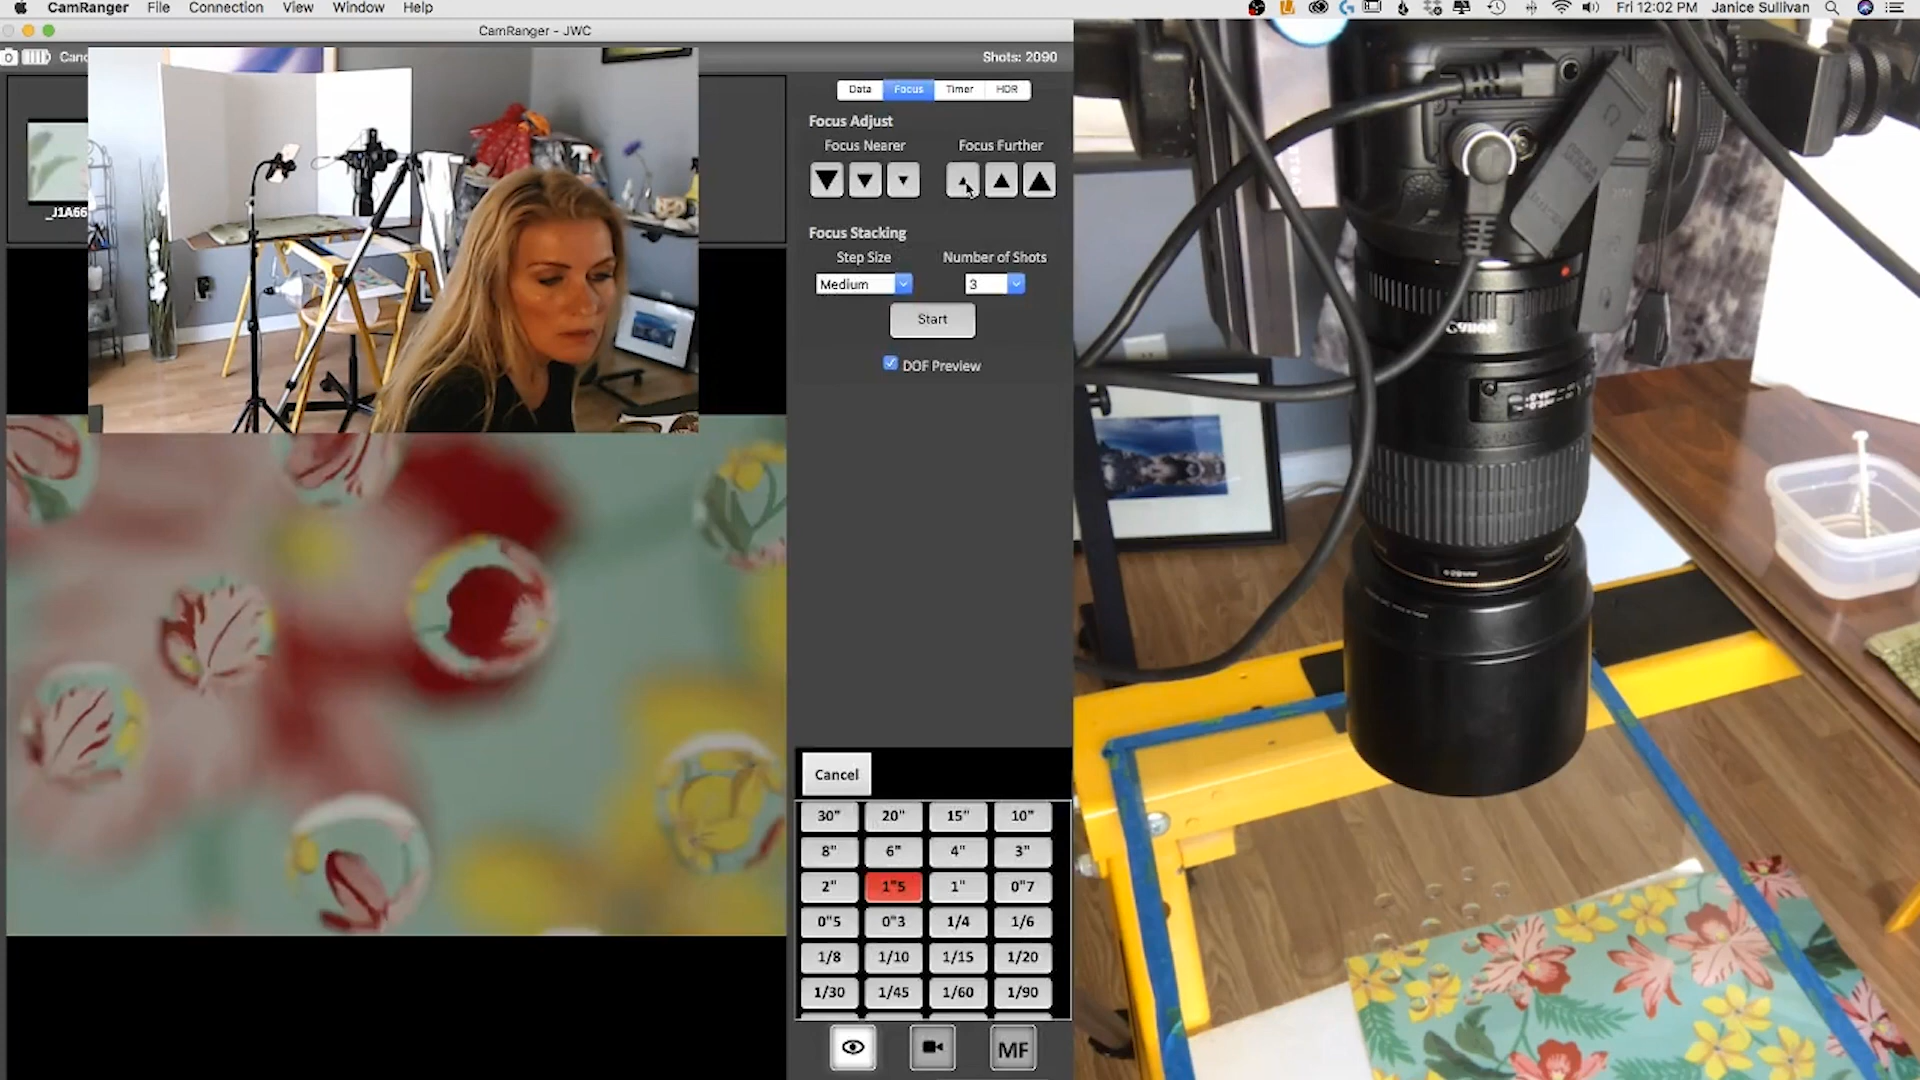 CamRanger File Connection View Window Help
Fri 12:02 PM Janice Sullivan
CamRanger - JWC
Shots: 2090
_J1A66
Data Focus Timer HDR
Focus Adjust
Focus Nearer Focus Further
Focus Stacking
Step Size Number of Shots
Medium 3
Start
DOF Preview
Cancel
30" 20" 15" 10"
8" 6" 4" 3"
2" 1"5 1" 0"7
0"5 0"3 1/4 1/6
1/8 1/10 1/15 1/20
1/30 1/45 1/60 1/90
MF
Canon